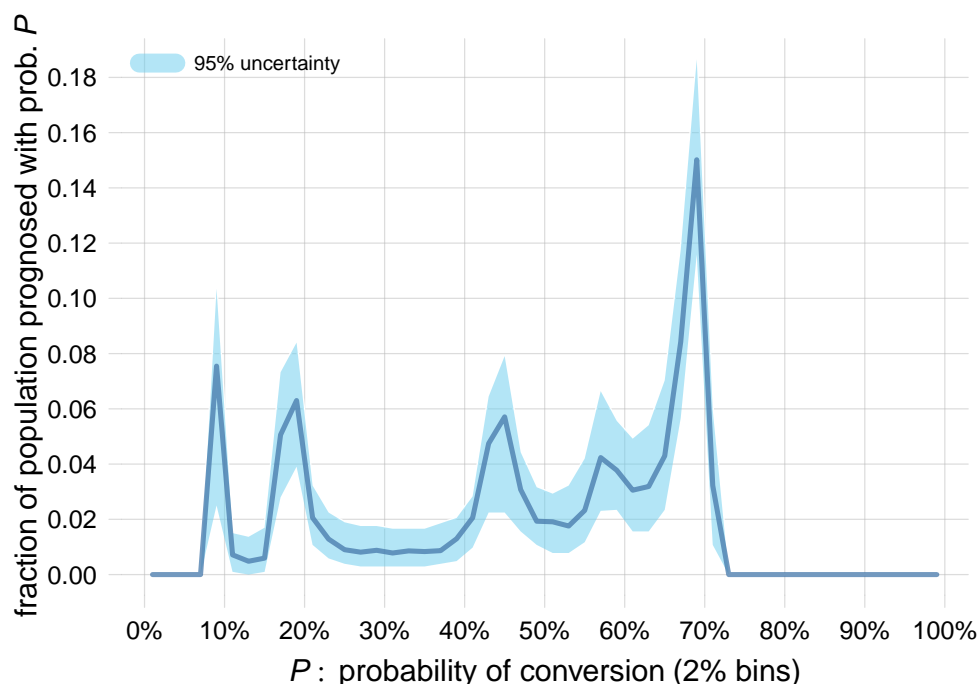 fraction of population prognosed with prob. P
95% uncertainty
0.18
0.16
0.14
0.12
0.10
0.08
0.06
0.04
0.02
0.00
0% 10% 20% 30% 40% 50% 60% 70% 80% 90% 100%
P : probability of conversion (2% bins)